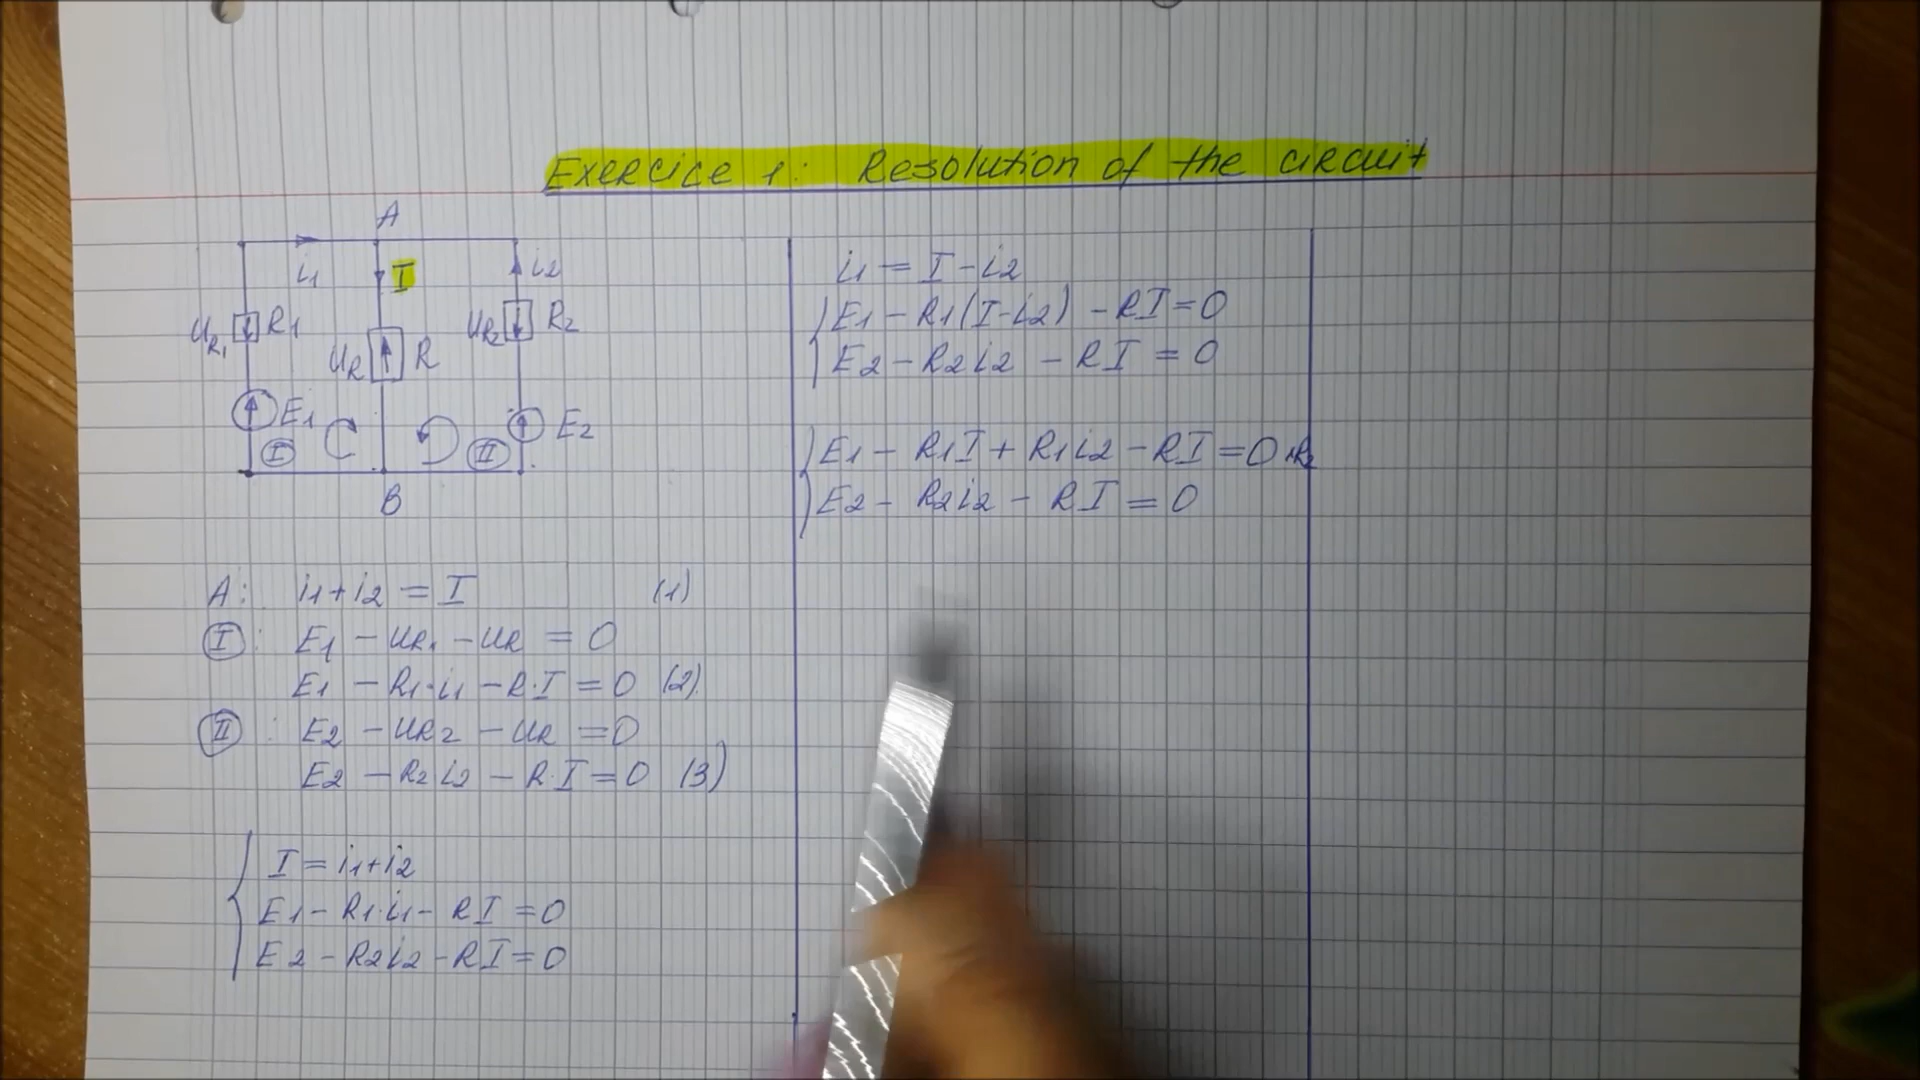 Exercice 1: Resolution of the circuit
A
i1 I i2
UR1 R1 UR R UR2 R2
E1 E2
I II
B
A: i1+i2 = I (1)
I : E1 - UR1 - UR = 0
E1 - R1·i1 - R·I = 0 (2)
II : E2 - UR2 - UR = 0
E2 - R2 i2 - R·I = 0 (3)
I = i1+i2
E1 - R1·i1 - RI = 0
E2 - R2i2 - RI = 0
i1 = I - i2
E1 - R1(I-i2) - RI = 0
E2 - R2i2 - RI = 0
E1 - R1I + R1i2 - RI = 0 ·R2
E2 - R2i2 - RI = 0